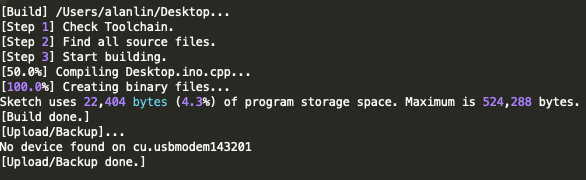 [Build] /Users/alanlin/Desktop...
[Step 1] Check Toolchain.
[Step 2] Find all source files.
[Step 3] Start building.
[50.0%] Compiling Desktop.ino.cpp...
[100.0%] Creating binary files...
Sketch uses 22,404 bytes (4.3%) of program storage space. Maximum is 524,288 bytes.
[Build done.]
[Upload/Backup]...
No device found on cu.usbmodem143201
[Upload/Backup done.]